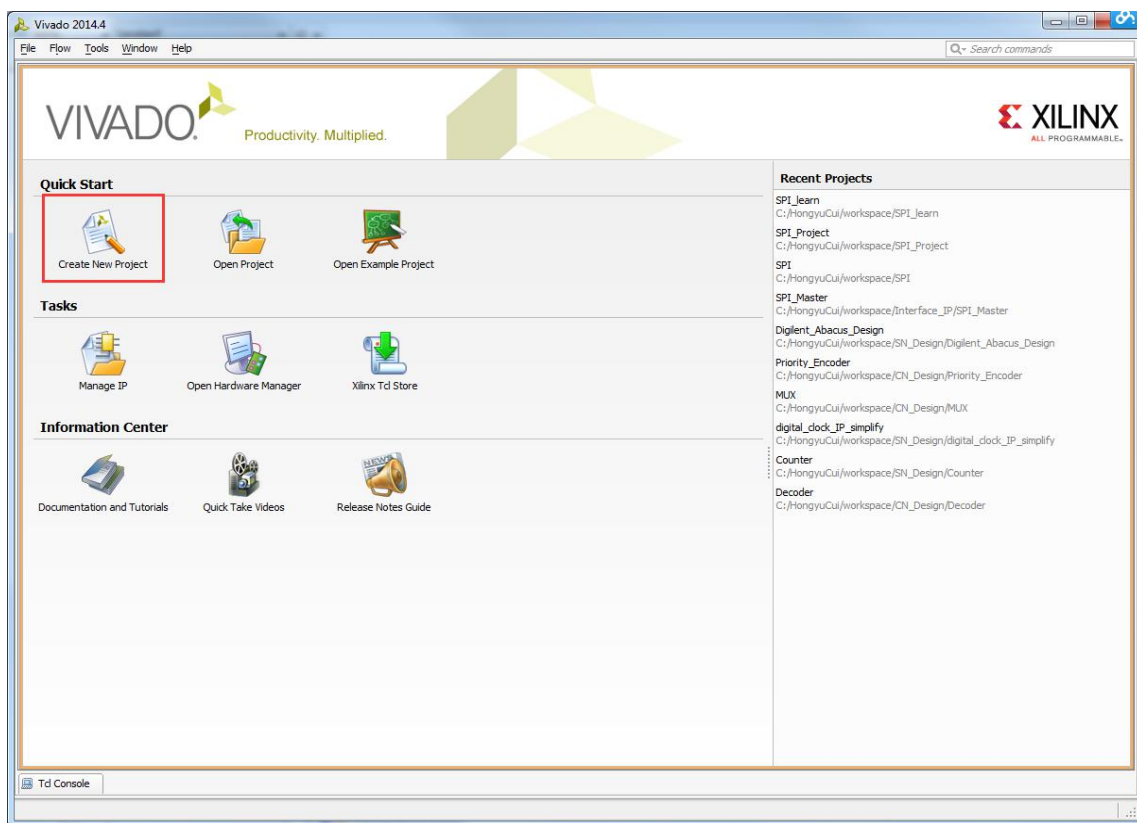 Vivado 2014.4
File Flow Tools Window Help
Search commands
VIVADO.
Productivity. Multiplied.
XILINX
ALL PROGRAMMABLE.
Quick Start
Create New Project
Open Project
Open Example Project
Tasks
Manage IP
Open Hardware Manager
Xilinx Tcl Store
Information Center
Documentation and Tutorials
Quick Take Videos
NEWS
Release Notes Guide
Recent Projects
SPI_learn
C:/HongyuCui/workspace/SPI_learn
SPI_Project
C:/HongyuCui/workspace/SPI_Project
SPI
C:/HongyuCui/workspace/SPI
SPI_Master
C:/HongyuCui/workspace/Interface_IP/SPI_Master
Digilent_Abacus_Design
C:/HongyuCui/workspace/SN_Design/Digilent_Abacus_Design
Priority_Encoder
C:/HongyuCui/workspace/CN_Design/Priority_Encoder
MUX
C:/HongyuCui/workspace/CN_Design/MUX
digital_clock_IP_simplify
C:/HongyuCui/workspace/SN_Design/digital_clock_IP_simplify
Counter
C:/HongyuCui/workspace/SN_Design/Counter
Decoder
C:/HongyuCui/workspace/CN_Design/Decoder
Tcl Console